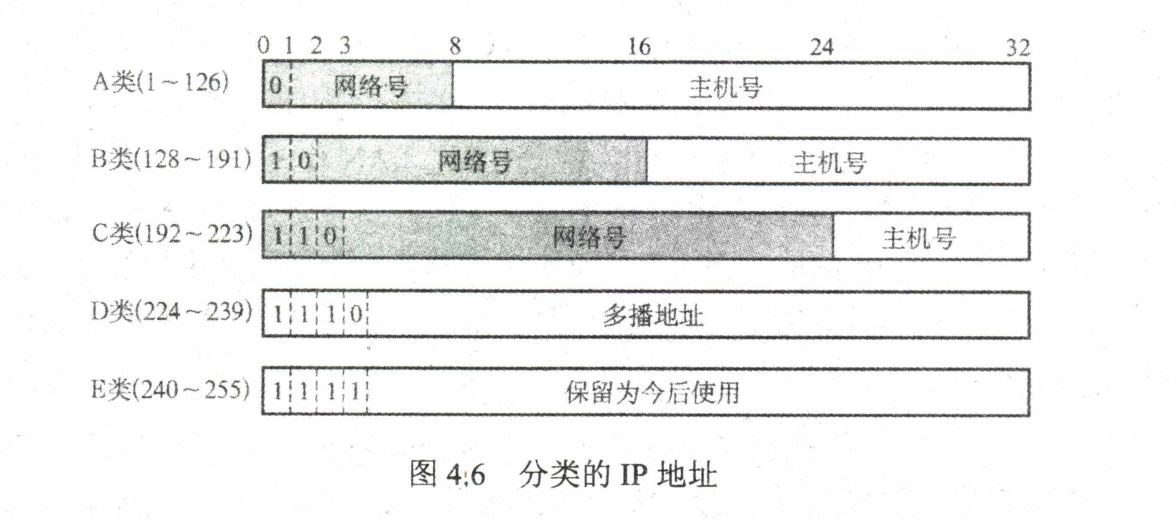 0 1 2 3 8 16 24 32
A类(1～126) 0 网络号 主机号
B类(128～191) 1 0 网络号 主机号
C类(192～223) 1 1 0 网络号 主机号
D类(224～239) 1 1 1 0 多播地址
E类(240～255) 1 1 1 1 保留为今后使用
图 4.6 分类的 IP 地址